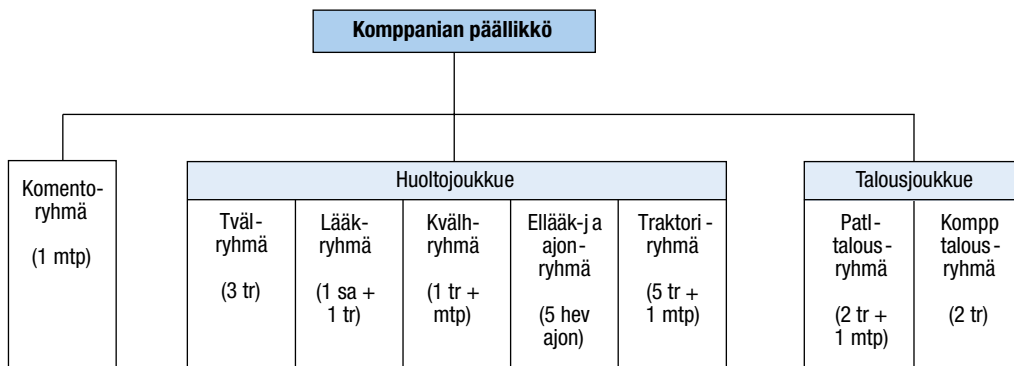 Komppanian päällikkö
Komento-
ryhmä
(1 mtp)
Huoltojoukkue
Tväl-
ryhmä
(3 tr)
Lääk-
ryhmä
(1 sa +
1 tr)
Kvälh-
ryhmä
(1 tr +
mtp)
Ellääk-ja
ajon-
ryhmä
(5 hev
ajon)
Traktori-
ryhmä
(5 tr +
1 mtp)
Talousjoukkue
Patl-
talous-
ryhmä
(2 tr +
1 mtp)
Kompp
talous-
ryhmä
(2 tr)